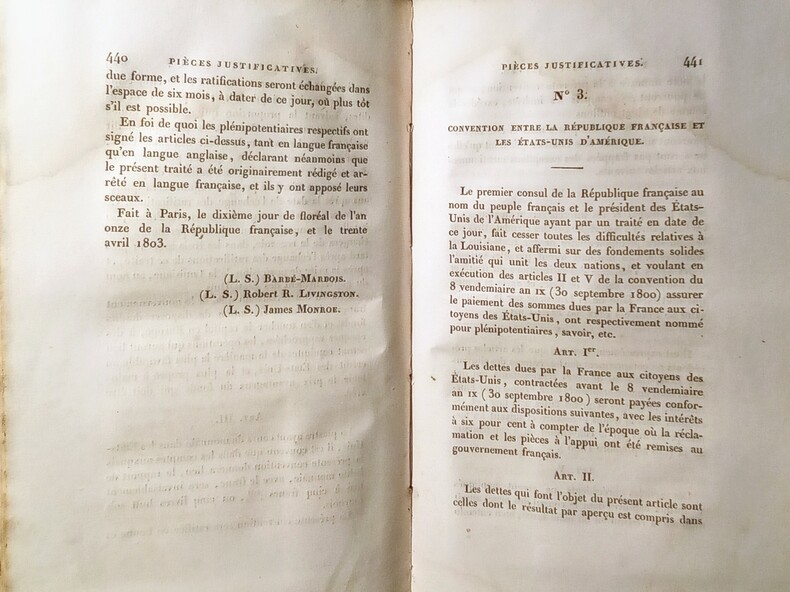 440
PIÈCES JUSTIFICATIVES.
due forme, et les ratifications seront échangées dans
l'espace de six mois, à dater de ce jour, où plus tôt
s'il est possible.
En foi de quoi les plénipotentiaires respectifs ont
signé les articles ci-dessus, tant en langue française
qu'en langue anglaise, déclarant néanmoins que
le présent traité a été originairement rédigé et ar-
rêté en langue française, et ils y ont apposé leurs
sceaux.
Fait à Paris, le dixième jour de floréal de l'an
onze de la République française, et le trente
avril 1803.
(L. S.) BARBÉ-MARBOIS.
(L. S.) Robert R. LIVINGSTON.
(L. S.) James MONROE.
PIÈCES JUSTIFICATIVES.
441
N° 3.
CONVENTION ENTRE LA RÉPUBLIQUE FRANÇAISE ET
LES ÉTATS-UNIS D'AMÉRIQUE.
Le premier consul de la République française au
nom du peuple français et le président des États-
Unis de l'Amérique ayant par un traité en date de
ce jour, fait cesser toutes les difficultés relatives à
la Louisiane, et affermi sur des fondements solides
l'amitié qui unit les deux nations, et voulant en
exécution des articles II et V de la convention du
8 vendemiaire an IX (30 septembre 1800) assurer
le paiement des sommes dues par la France aux ci-
toyens des États-Unis, ont respectivement nommé
pour plénipotentiaires, savoir, etc.
ART. Ier.
Les dettes dues par la France aux citoyens des
États-Unis, contractées avant le 8 vendemiaire
an IX (30 septembre 1800) seront payées confor-
mément aux dispositions suivantes, avec les intérêts
à six pour cent à compter de l'époque où la récla-
mation et les pièces à l'appui ont été remises au
gouvernement français.
ART. II.
Les dettes qui font l'objet du présent article sont
celles dont le résultat par aperçu est compris dans